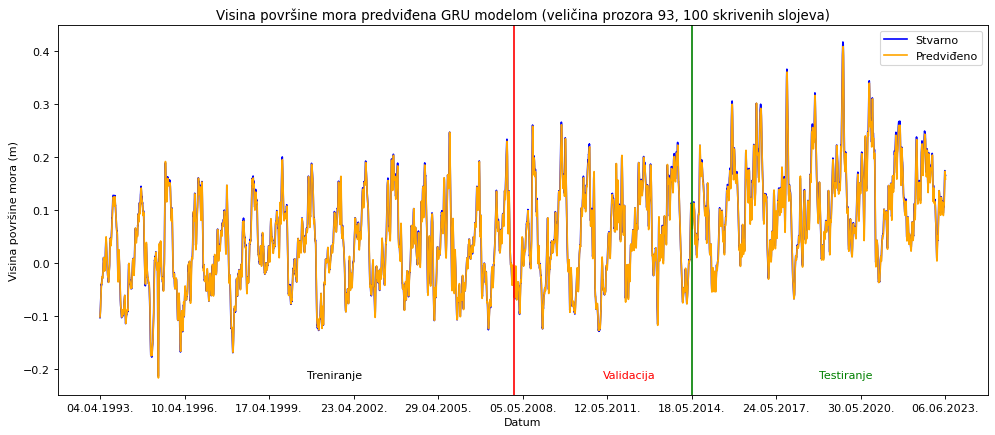 Visina površine mora predviđena GRU modelom (veličina prozora 93, 100 skrivenih slojeva)
Stvarno
Predviđeno
Visina površine mora (m)
0.4
0.3
0.2
0.1
0.0
−0.1
−0.2
Treniranje
Validacija
Testiranje
04.04.1993.
10.04.1996.
17.04.1999.
23.04.2002.
29.04.2005.
05.05.2008.
12.05.2011.
18.05.2014.
24.05.2017.
30.05.2020.
06.06.2023.
Datum